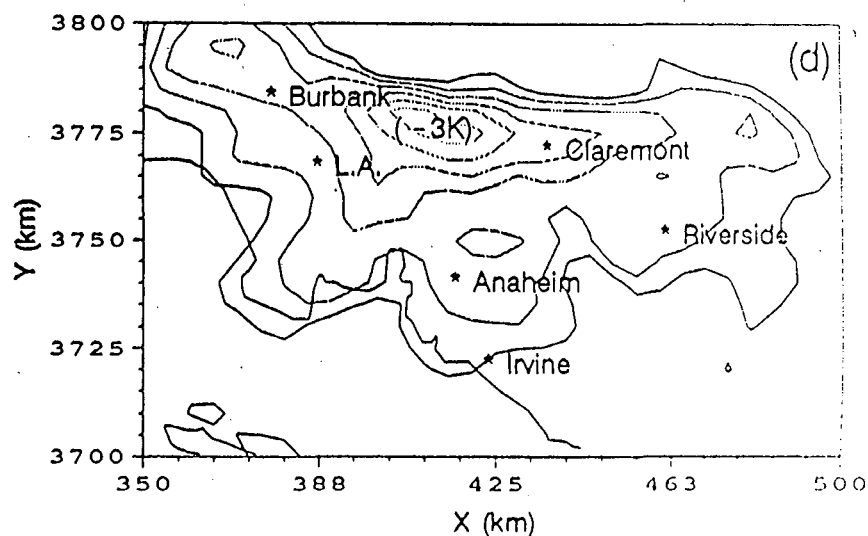 3800
(d)
Burbank
3775
(-3K)
Claremont
L.A.
Y (km)
3750
Riverside
Anaheim
3725
Irvine
3700
350 388 425 463 500
X (km)